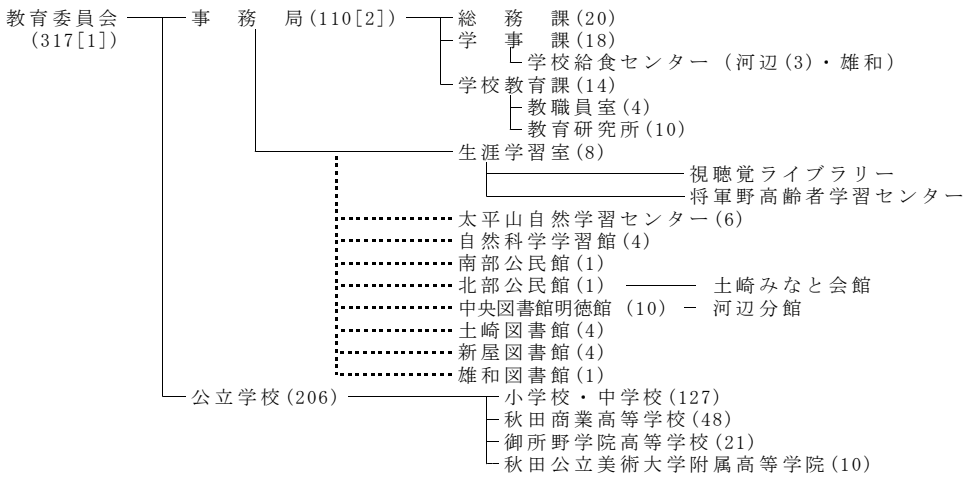 教育委員会 事務局(110[2]) 総務課(20)
(317[1]) 学事課(18)
学校給食センター（河辺(3)・雄和）
学校教育課(14)
教職員室(4)
教育研究所(10)
生涯学習室(8)
視聴覚ライブラリー
将軍野高齢者学習センター
太平山自然学習センター(6)
自然科学学習館(4)
南部公民館(1)
北部公民館(1) 土崎みなと会館
中央図書館明徳館 (10) 河辺分館
土崎図書館(4)
新屋図書館(4)
雄和図書館(1)
公立学校(206) 小学校・中学校(127)
秋田商業高等学校(48)
御所野学院高等学校(21)
秋田公立美術大学附属高等学院(10)